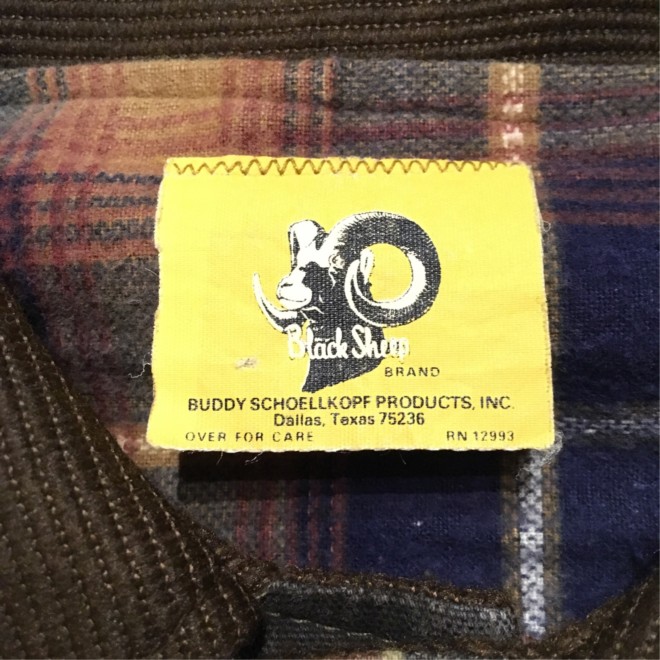 Black Sheep
BRAND
BUDDY SCHOELLKOPF PRODUCTS, INC.
Dallas, Texas 75236
OVER FOR CARE RN 12993